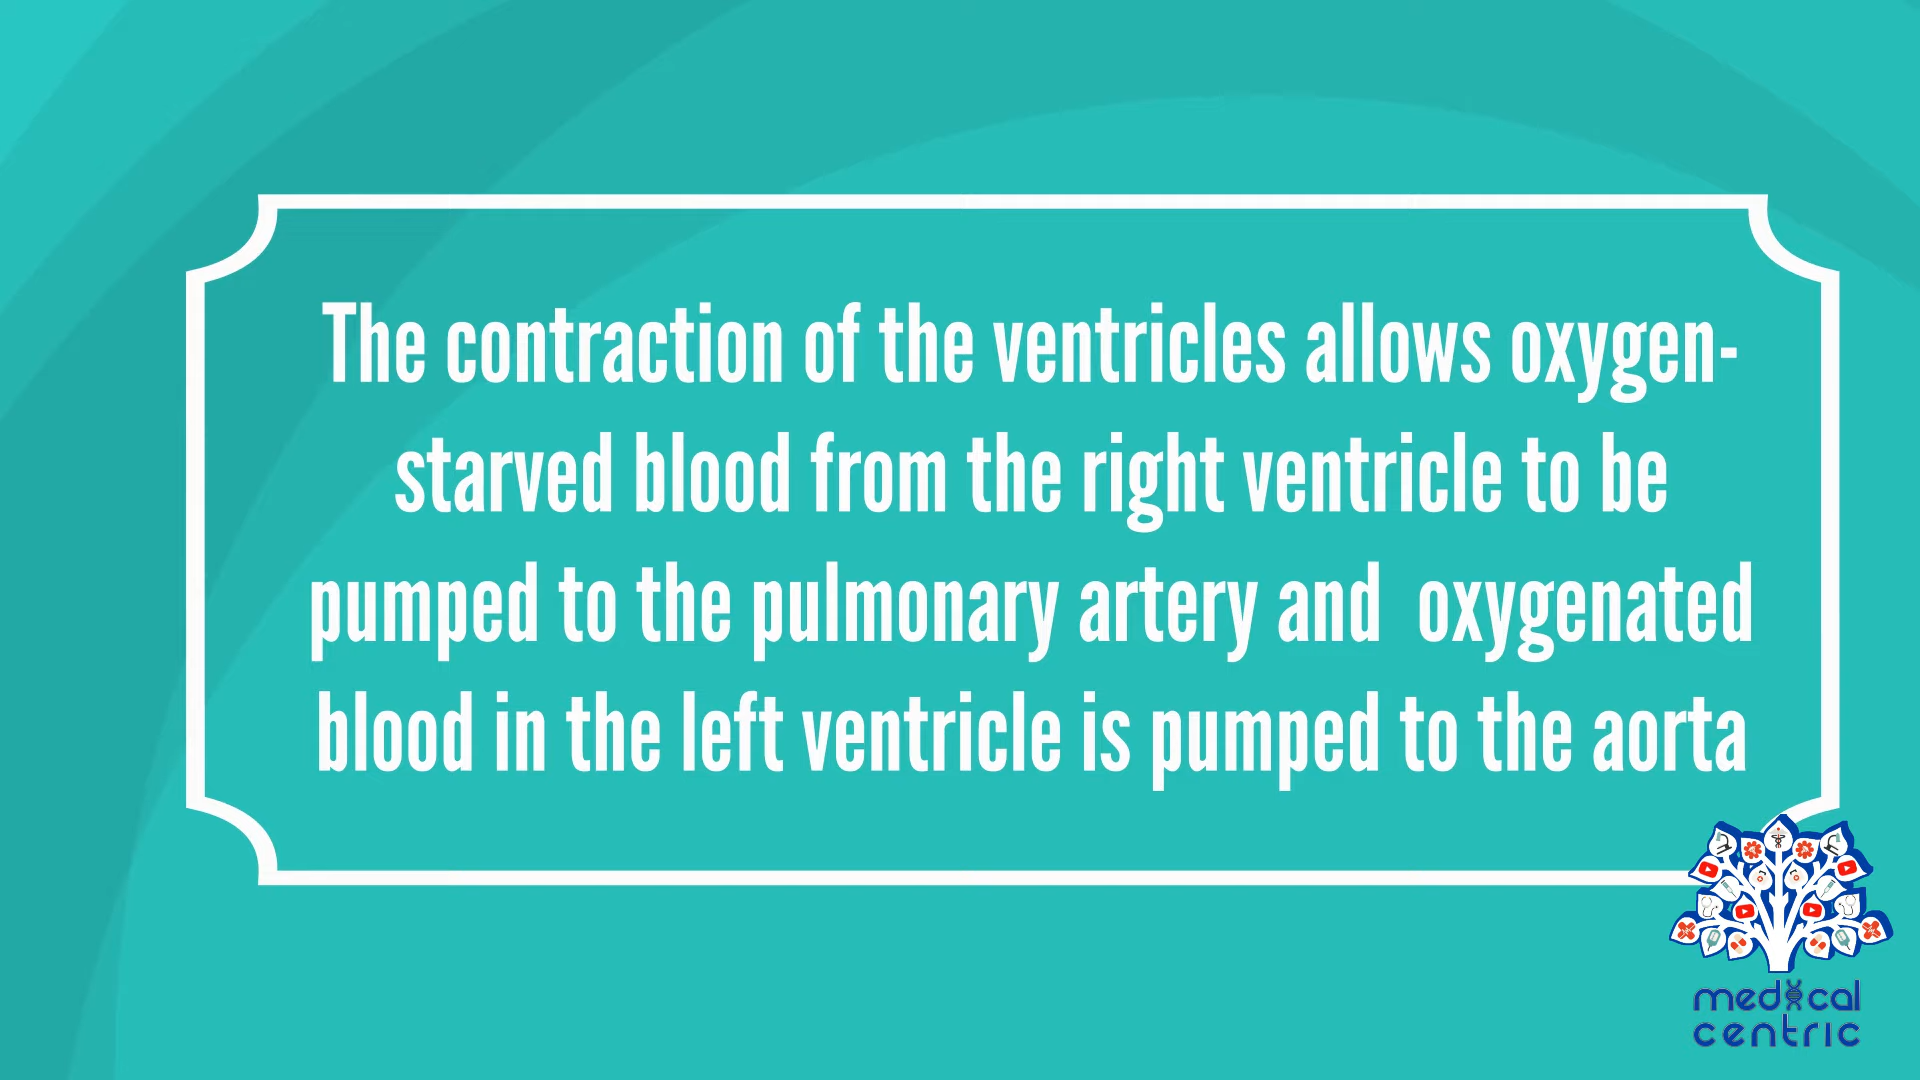 The contraction of the ventricles allows oxygen-
starved blood from the right ventricle to be
pumped to the pulmonary artery and  oxygenated
blood in the left ventricle is pumped to the aorta
medical
centric